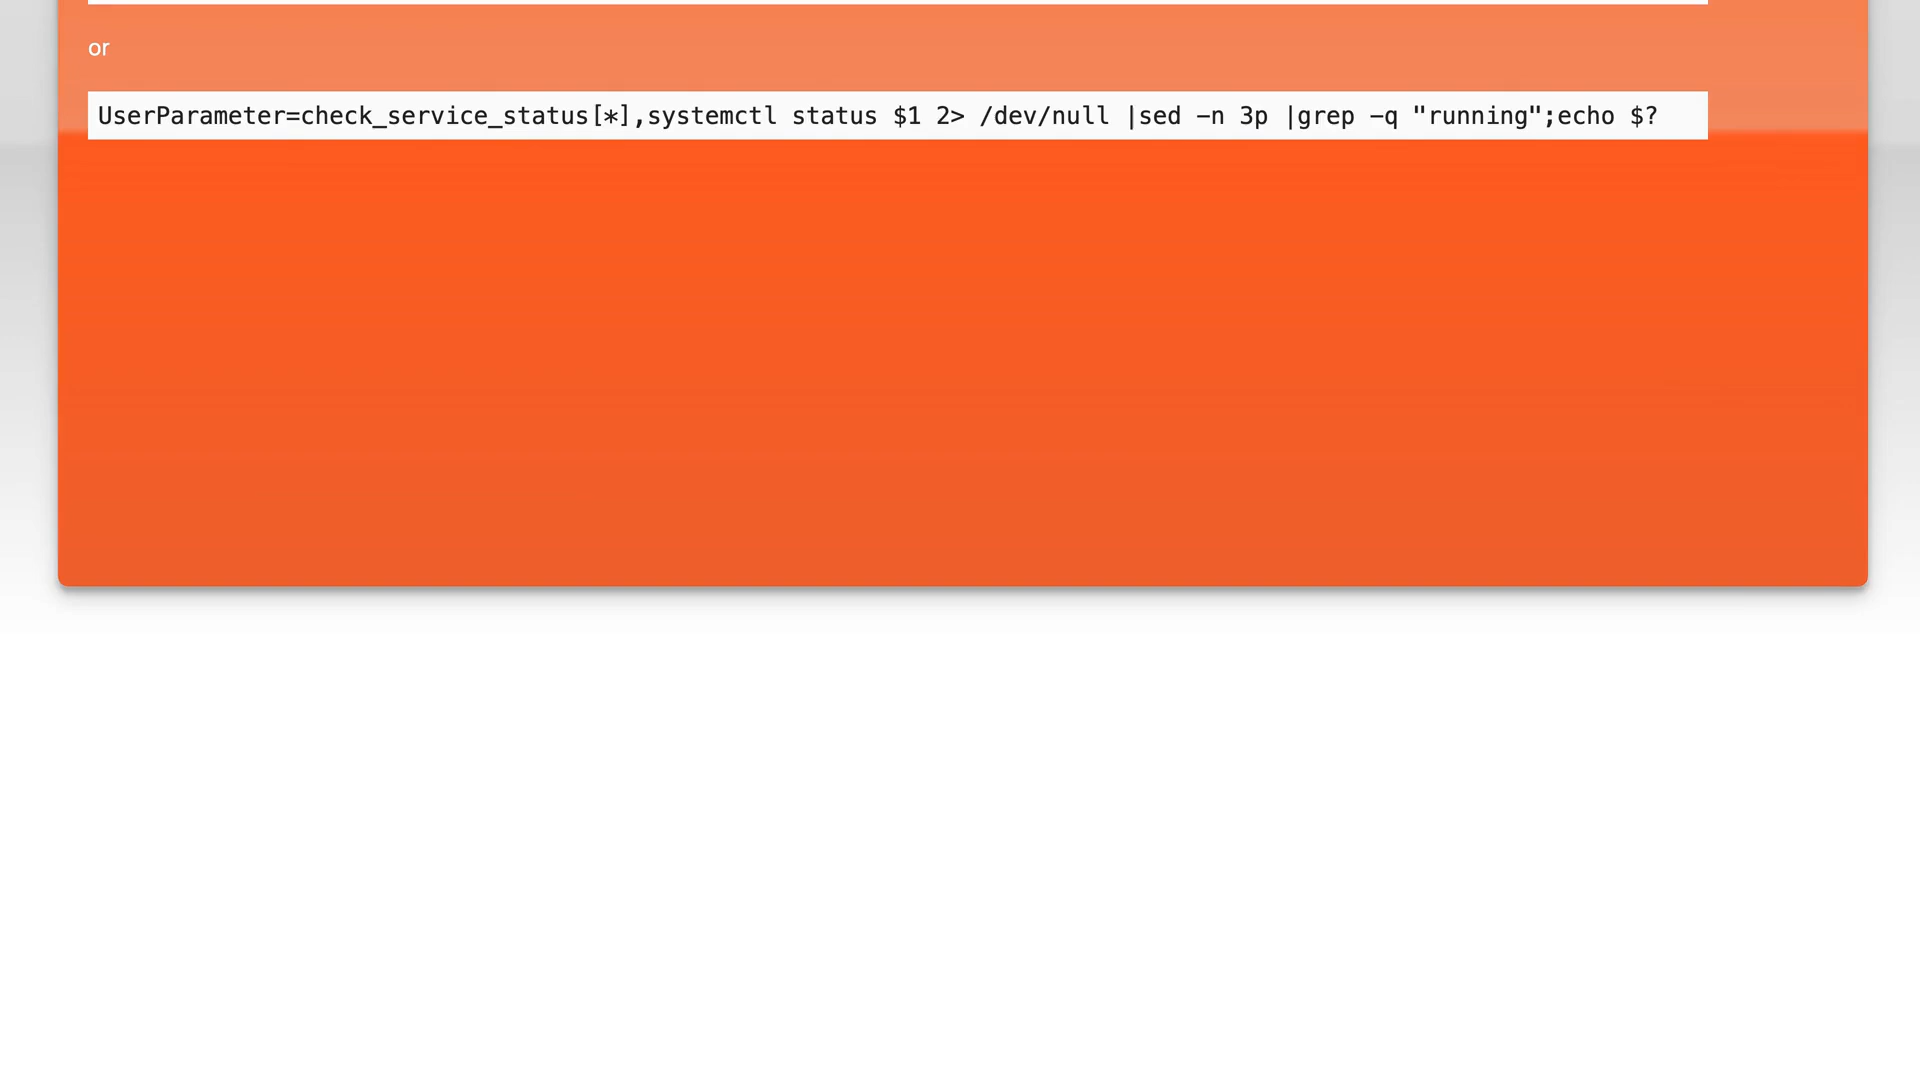 or
UserParameter=check_service_status[*],systemctl status $1 2> /dev/null |sed -n 3p |grep -q "running";echo $?